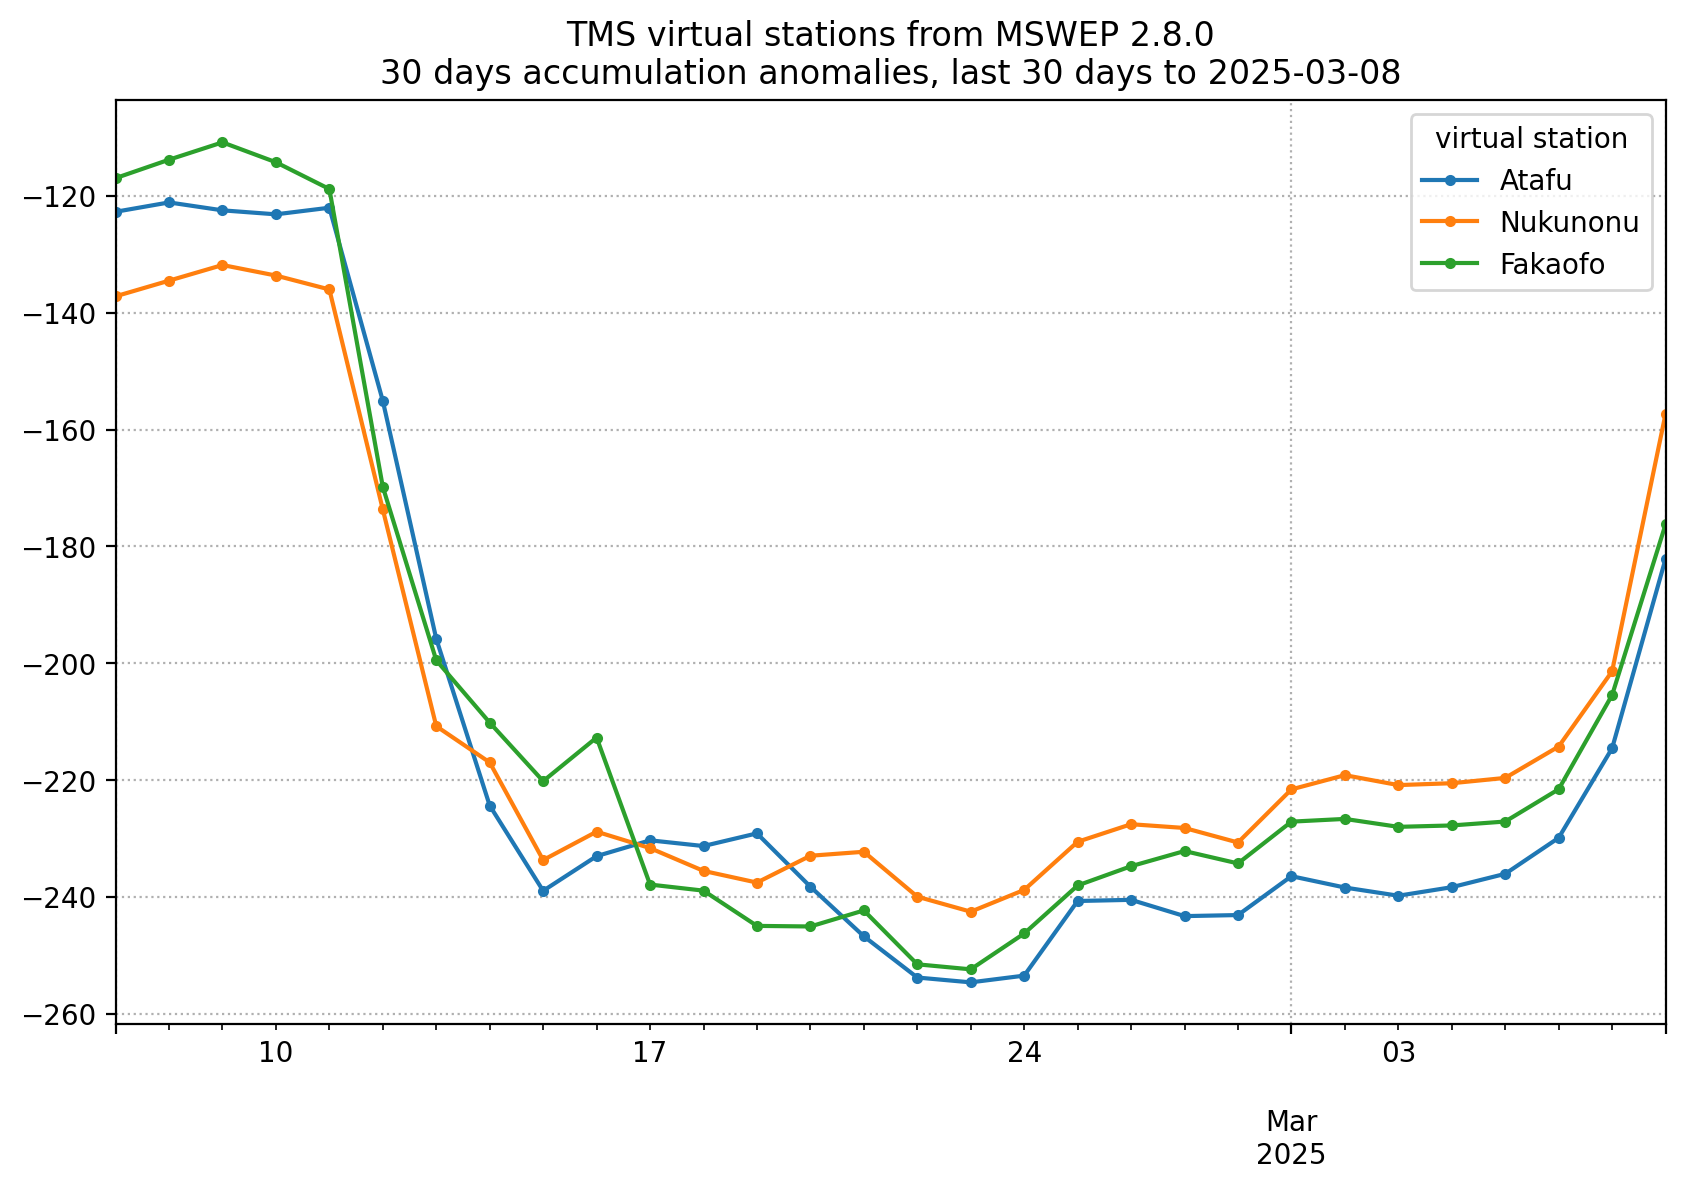 TMS virtual stations from MSWEP 2.8.0
30 days accumulation anomalies, last 30 days to 2025-03-08
virtual station
Atafu
Nukunonu
Fakaofo
−120
−140
−160
−180
−200
−220
−240
−260
10 17 24 03
Mar
2025